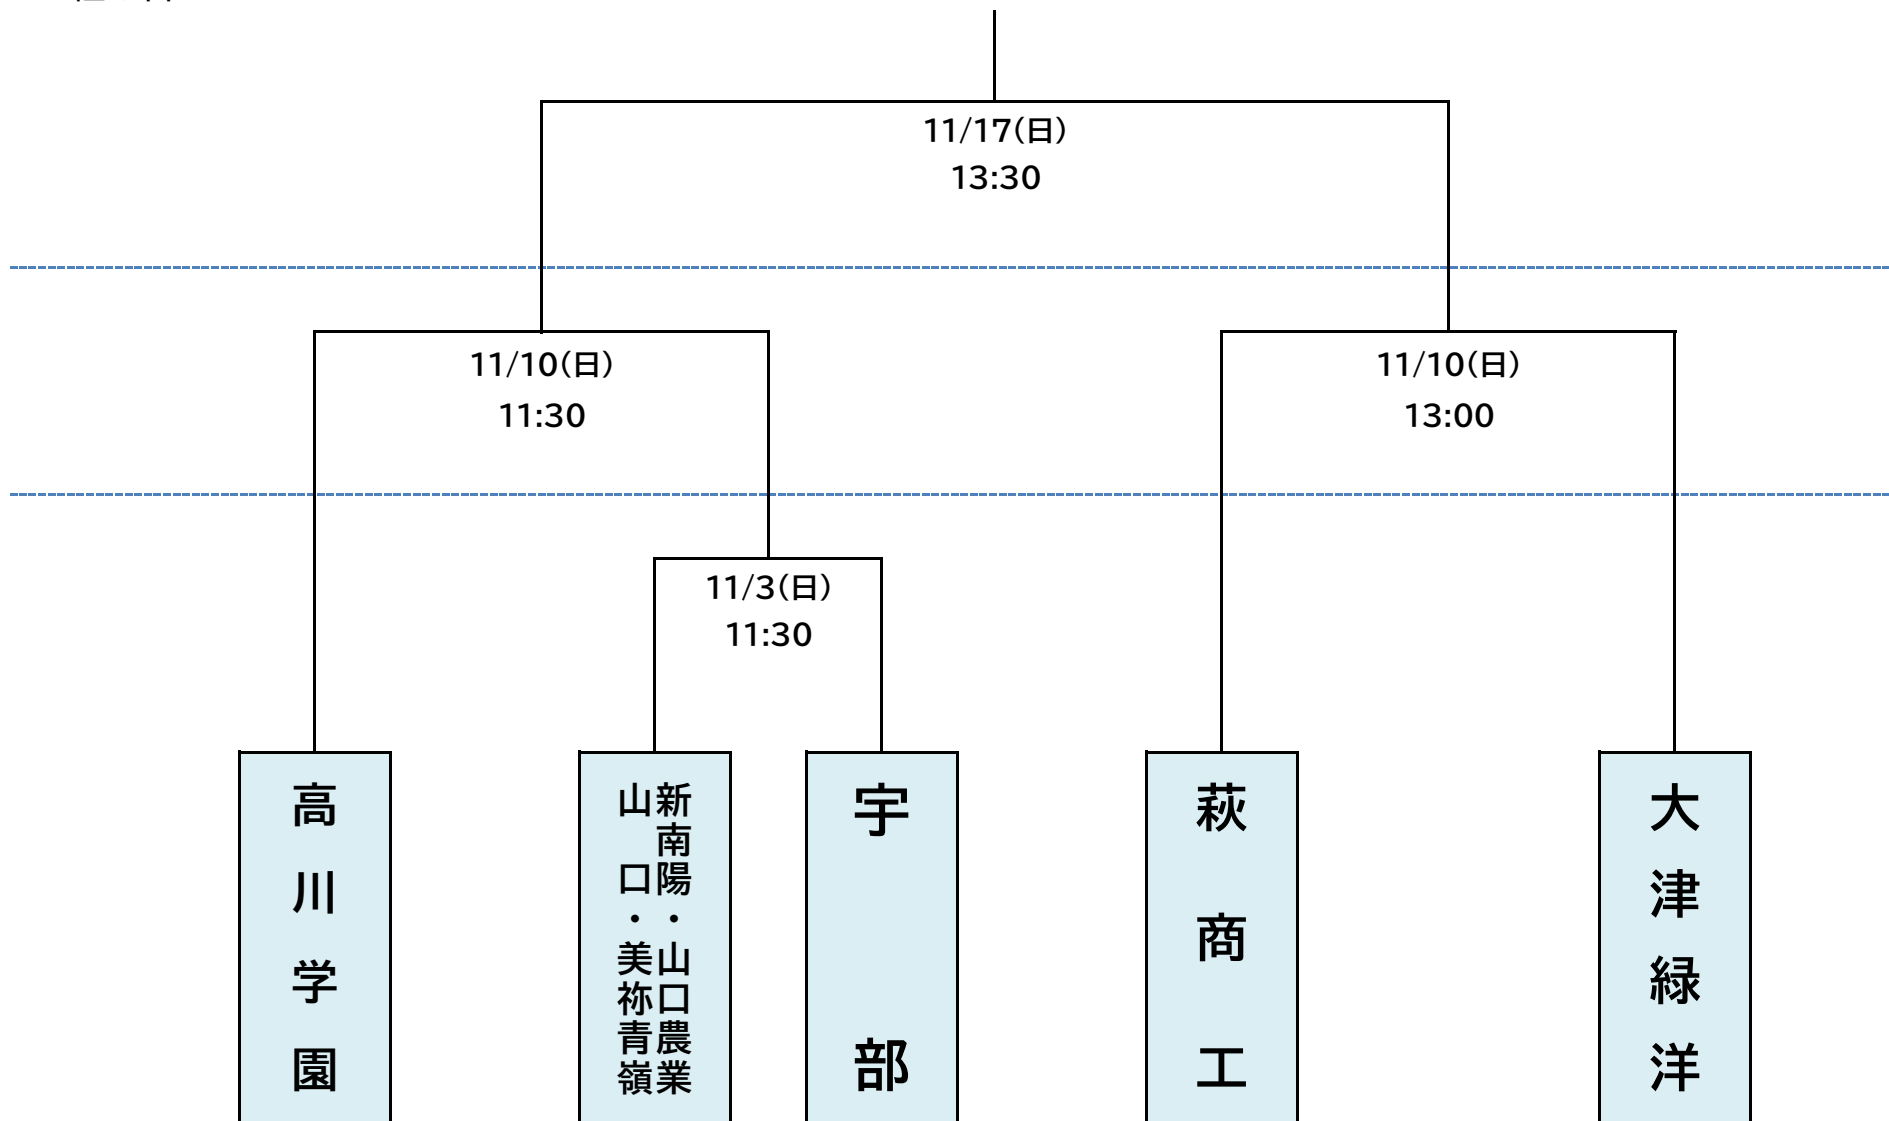 11/17(日)
13:30
11/10(日)
11:30
11/10(日)
13:00
11/3(日)
11:30
高川学園
新南陽・山口農業
山口・美祢青嶺
宇部
萩商工
大津緑洋